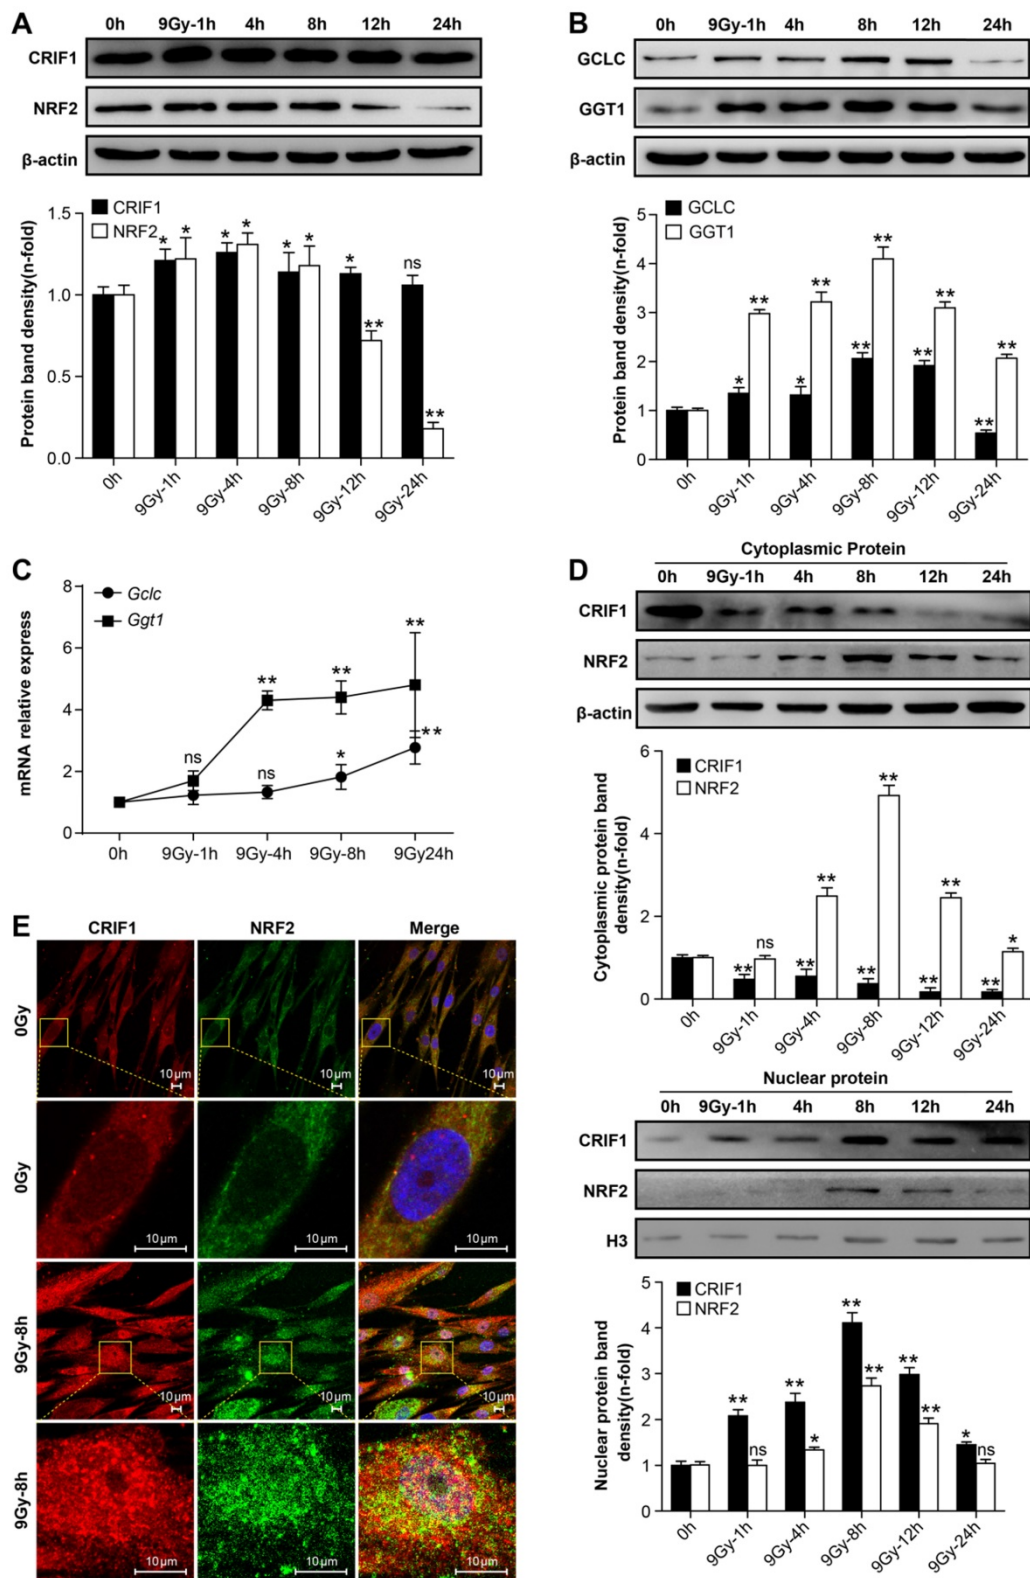 A
0h 9Gy-1h 4h 8h 12h 24h
CRIF1
NRF2
β-actin
CRIF1
NRF2
Protein band density(n-fold)
1.5
1.0
0.5
0.0
* * * * * * * ** ns **
0h 9Gy-1h 9Gy-4h 9Gy-8h 9Gy-12h 9Gy-24h
B
0h 9Gy-1h 4h 8h 12h 24h
GCLC
GGT1
β-actin
GCLC
GGT1
Protein band density(n-fold)
5
4
3
2
1
0
* ** * ** ** ** ** ** ** **
0h 9Gy-1h 9Gy-4h 9Gy-8h 9Gy-12h 9Gy-24h
C
Gclc
Ggt1
mRNA relative express
8
6
4
2
0
ns ** ns ** * ** **
0h 9Gy-1h 9Gy-4h 9Gy-8h 9Gy24h
D
Cytoplasmic Protein
0h 9Gy-1h 4h 8h 12h 24h
CRIF1
NRF2
β-actin
CRIF1
NRF2
Cytoplasmic protein band
density(n-fold)
6
4
2
0
** ns ** ** ** ** ** ** ** *
0h 9Gy-1h 9Gy-4h 9Gy-8h 9Gy-12h 9Gy-24h
Nuclear protein
0h 9Gy-1h 4h 8h 12h 24h
CRIF1
NRF2
H3
CRIF1
NRF2
Nuclear protein band
density(n-fold)
5
4
3
2
1
0
** ns ** * ** ** ** ** * ns
0h 9Gy-1h 9Gy-4h 9Gy-8h 9Gy-12h 9Gy-24h
E
CRIF1 NRF2 Merge
0Gy
10μm 10μm 10μm
0Gy
10μm 10μm 10μm
9Gy-8h
10μm 10μm 10μm
9Gy-8h
10μm 10μm 10μm